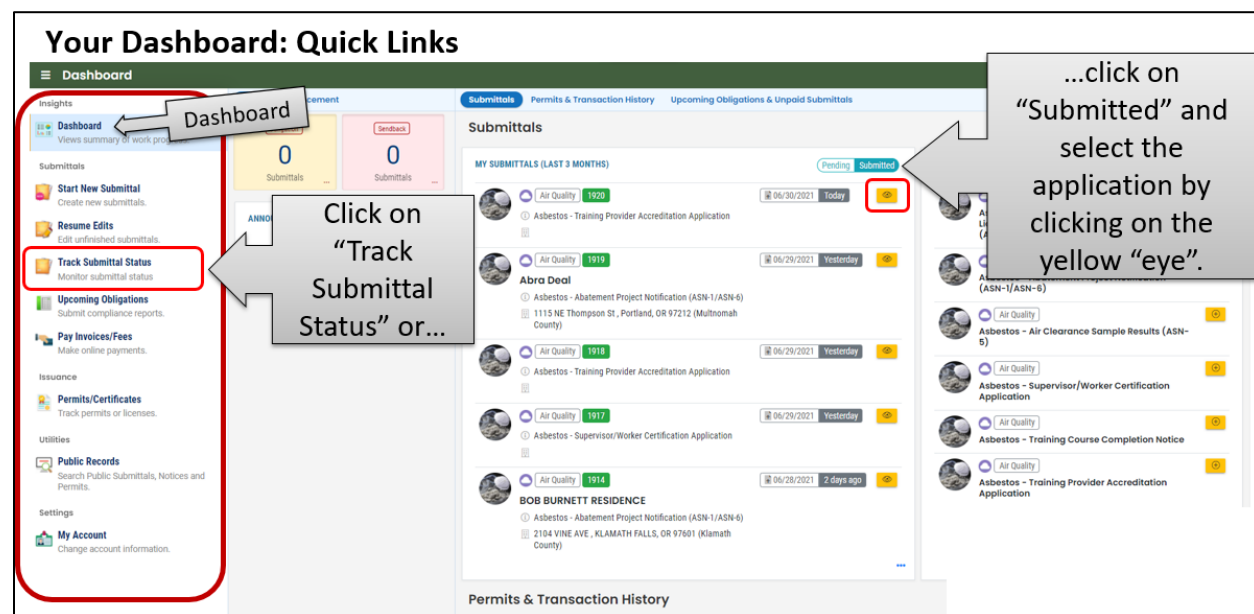 Your Dashboard: Quick Links
Dashboard
Insights
Dashboard
Views summary of work
Submittals
Start New Submittal
Create new submittals.
Resume Edits
Edit unfinished submittals.
Track Submittal Status
Monitor submittal status
Upcoming Obligations
Submit compliance reports.
Pay Invoices/Fees
Make online payments.
Issuance
Permits/Certificates
Track permits or licenses.
Utilities
Public Records
Search Public Submittals, Notices and
Permits.
Settings
My Account
Change account information.
Dashboard
Sendback
0
Submittals
...
0
Submittals
...
Click on
“Track
Submittal
Status” or…
Submittals Permits & Transaction History Upcoming Obligations & Unpaid Submittals
Submittals
MY SUBMITTALS (LAST 3 MONTHS) Pending Submitted
Air Quality 1920 06/30/2021 Today
Asbestos - Training Provider Accreditation Application
Air Quality 1919 06/29/2021 Yesterday
Abra Deal
Asbestos - Abatement Project Notification (ASN-1/ASN-6)
1115 NE Thompson St , Portland, OR 97212 (Multnomah
County)
Air Quality 1918 06/29/2021 Yesterday
Asbestos - Training Provider Accreditation Application
Air Quality 1917 06/29/2021 Yesterday
Asbestos - Supervisor/Worker Certification Application
Air Quality 1914 06/28/2021 2 days ago
BOB BURNETT RESIDENCE
Asbestos - Abatement Project Notification (ASN-1/ASN-6)
2104 VINE AVE , KLAMATH FALLS, OR 97601 (Klamath
County)
...
Permits & Transaction History
…click on
“Submitted” and
select the
application by
clicking on the
yellow “eye”.
(ASN-1/ASN-6)
Air Quality
Asbestos - Air Clearance Sample Results (ASN-
5)
Air Quality
Asbestos - Supervisor/Worker Certification
Application
Air Quality
Asbestos - Training Course Completion Notice
Air Quality
Asbestos - Training Provider Accreditation
Application